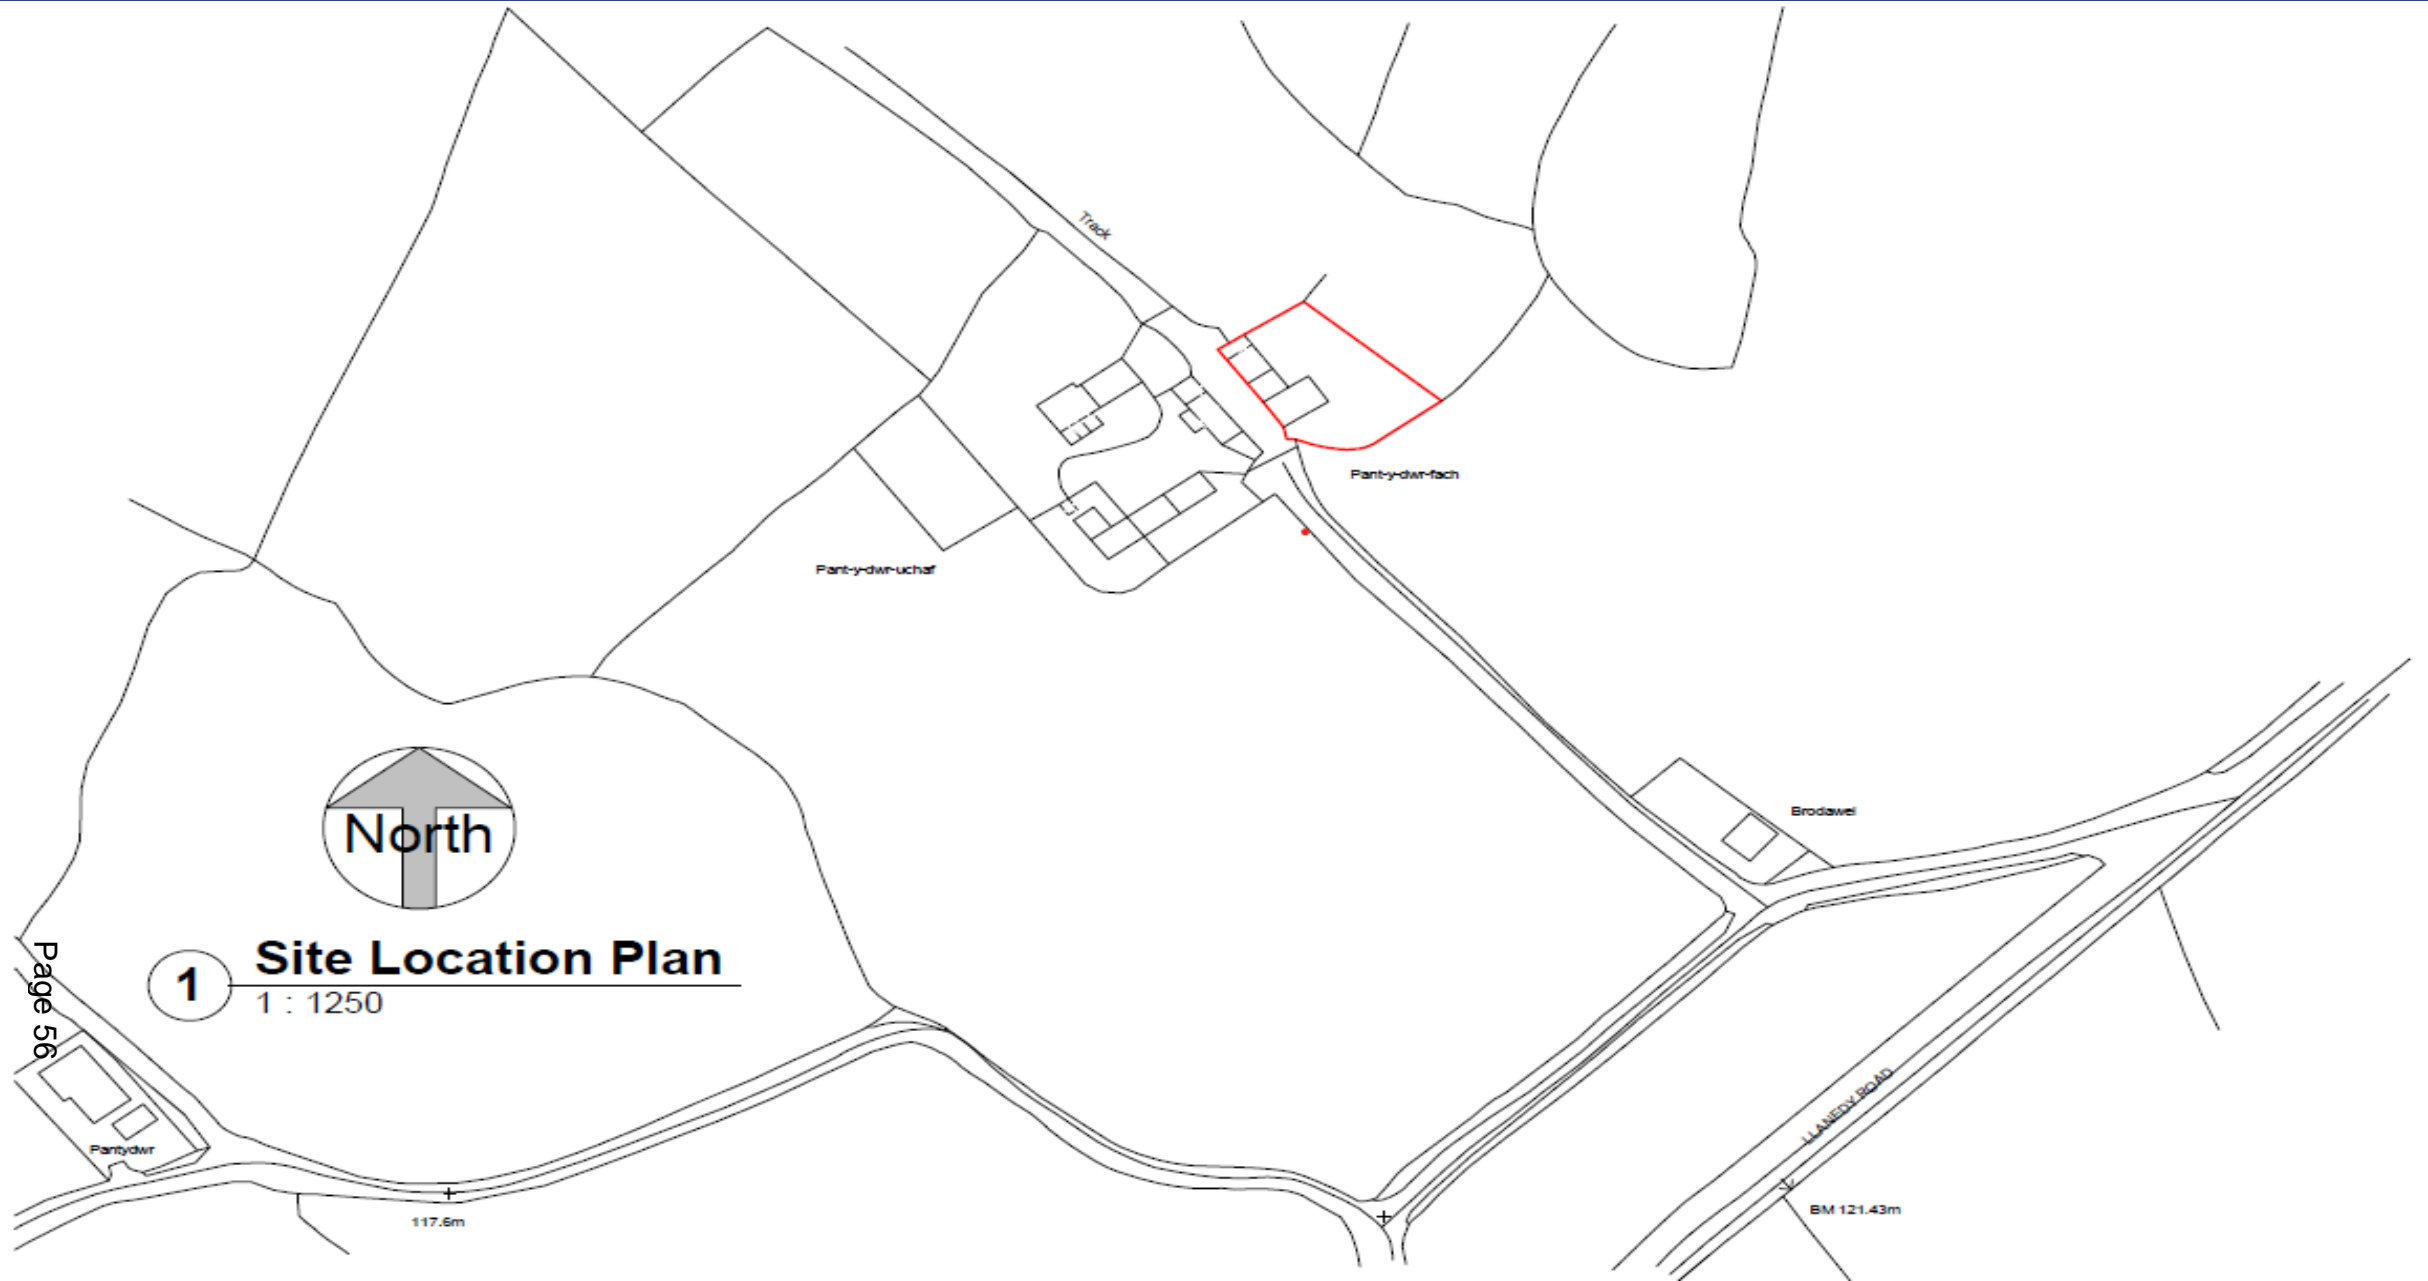 Track
Pant-y-dwr-fach
Pant-y-dwr-uchaf
Brodawel
North
1
Site Location Plan
1 : 1250
Page 56
LLANEDY ROAD
Pantydwr
117.6m
BM 121.43m